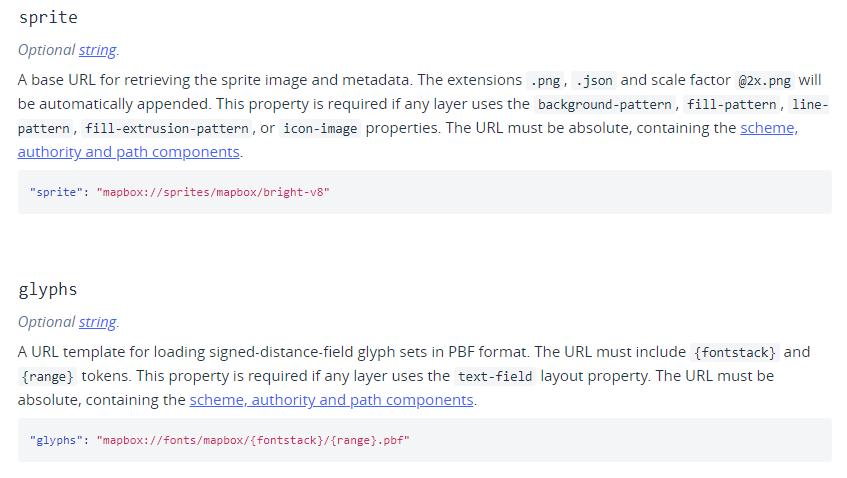 sprite
Optional string.
A base URL for retrieving the sprite image and metadata. The extensions .png, .json and scale factor @2x.png will
be automatically appended. This property is required if any layer uses the background-pattern, fill-pattern, line-
pattern, fill-extrusion-pattern, or icon-image properties. The URL must be absolute, containing the scheme,
authority and path components.
"sprite": "mapbox://sprites/mapbox/bright-v8"
glyphs
Optional string.
A URL template for loading signed-distance-field glyph sets in PBF format. The URL must include {fontstack} and
{range} tokens. This property is required if any layer uses the text-field layout property. The URL must be
absolute, containing the scheme, authority and path components.
"glyphs": "mapbox://fonts/mapbox/{fontstack}/{range}.pbf"